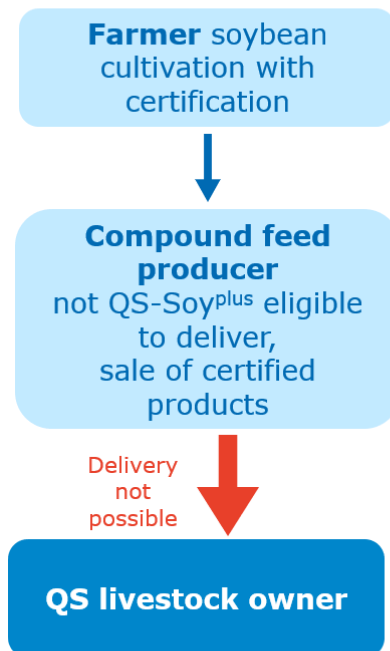 Farmer soybean
cultivation with
certification
Compound feed
producer
not QS-Soyplus eligible
to deliver,
sale of certified
products
Delivery
not
possible
QS livestock owner